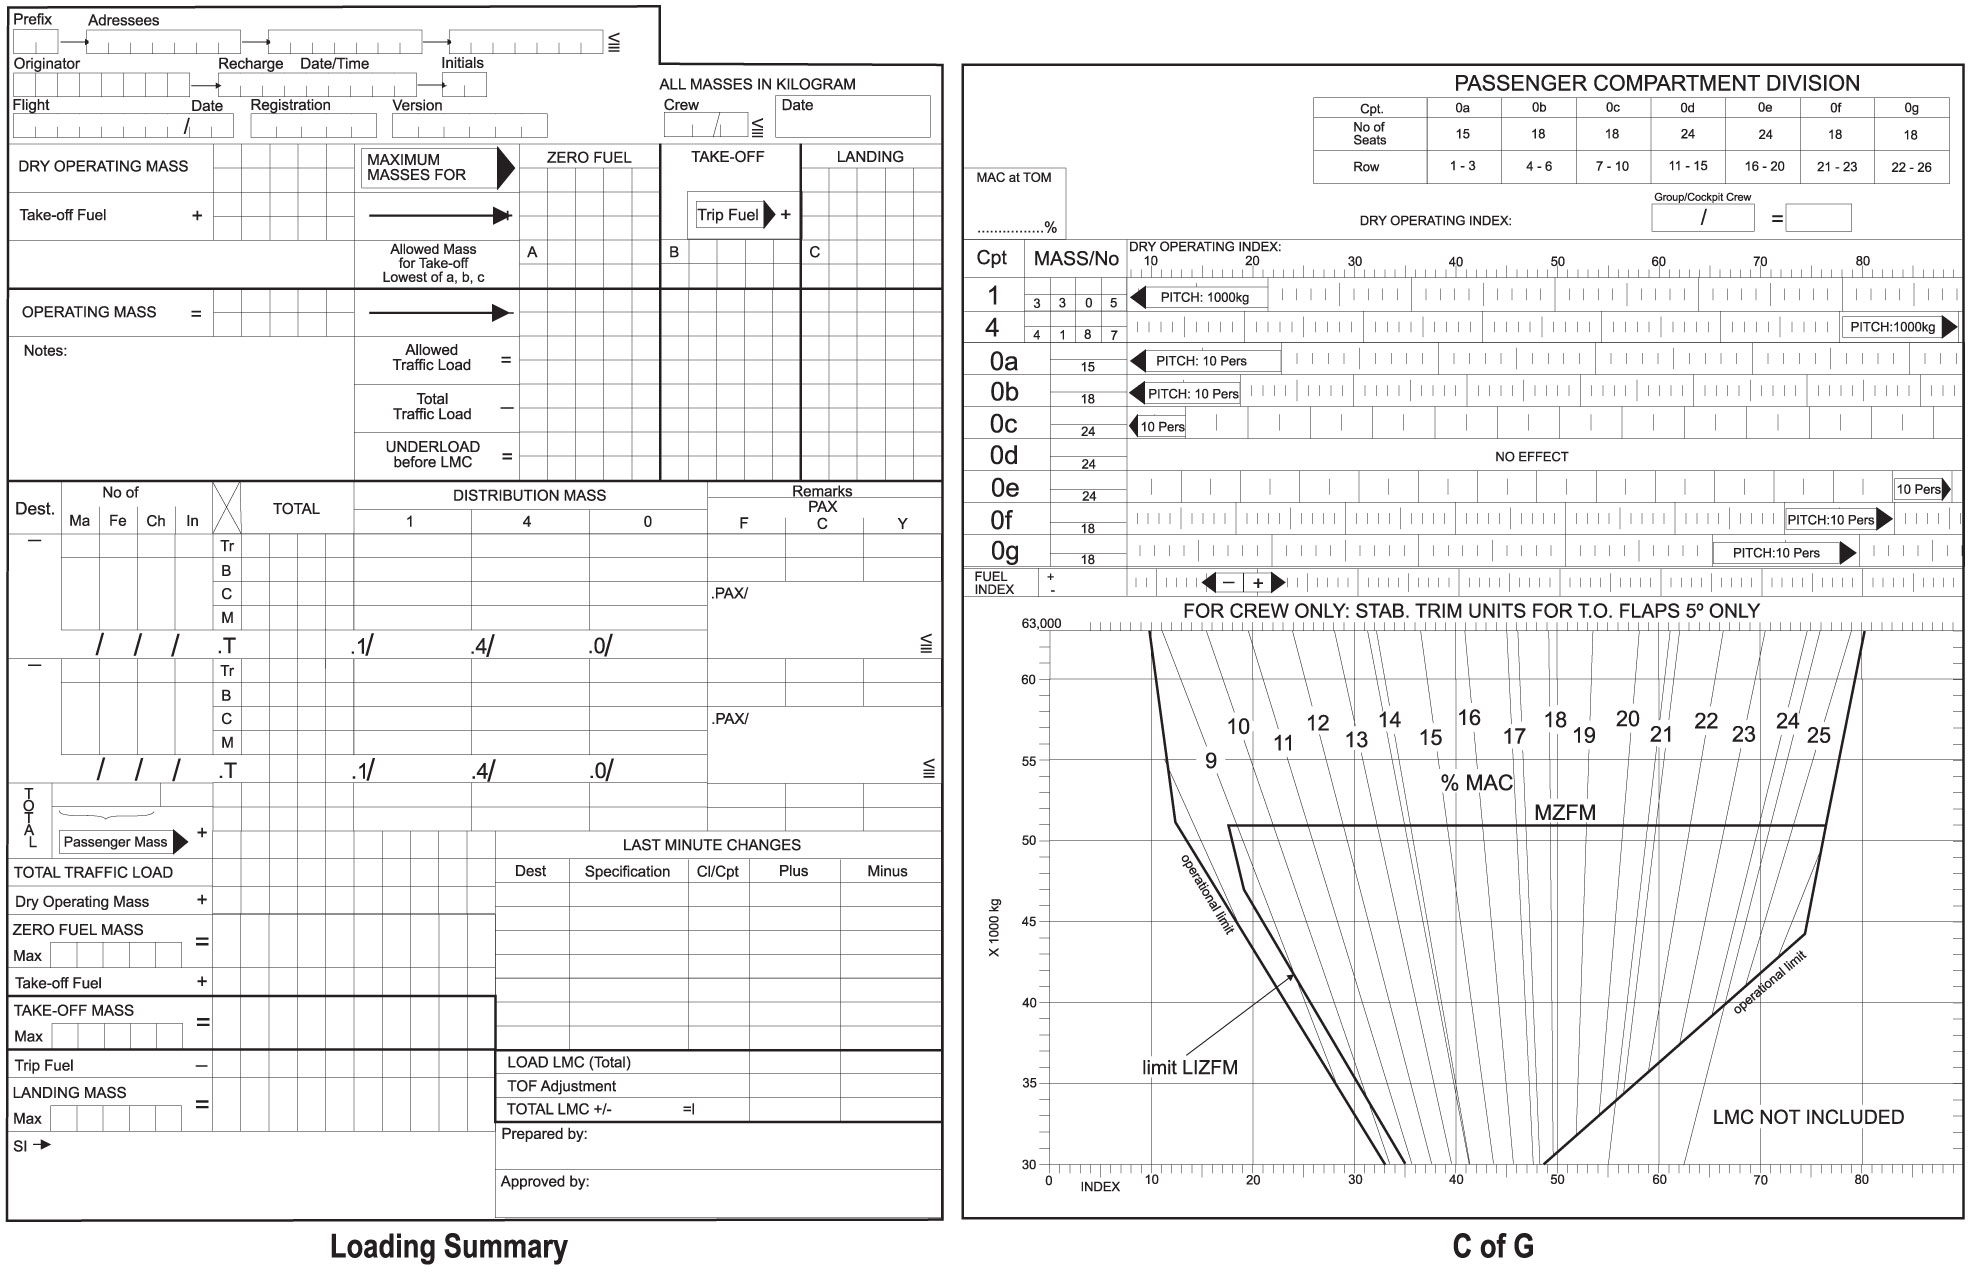 Prefix Adressees
≤
Originator Recharge Date/Time Initials
Flight Date Registration Version
/
ALL MASSES IN KILOGRAM
Crew / ≤ Date
DRY OPERATING MASS
MAXIMUM
MASSES FOR
ZERO FUEL TAKE-OFF LANDING
Take-off Fuel +
Trip Fuel +
Allowed Mass
for Take-off
Lowest of a, b, c
A B C
OPERATING MASS =
Notes:
Allowed
Traffic Load =
Total
Traffic Load –
UNDERLOAD
before LMC =
Dest. No of
Ma Fe Ch In
TOTAL
DISTRIBUTION MASS
1 4 0
Remarks
PAX
F C Y
–
Tr
B
C .PAX/
M
/ / / .T .1/ .4/ .0/
–
Tr
B
C .PAX/
M
/ / / .T .1/ .4/ .0/
TOTAL
Passenger Mass +
LAST MINUTE CHANGES
Dest Specification Cl/Cpt Plus Minus
TOTAL TRAFFIC LOAD
Dry Operating Mass +
ZERO FUEL MASS
Max =
Take-off Fuel +
TAKE-OFF MASS
Max =
Trip Fuel –
LANDING MASS
Max =
SI
LOAD LMC (Total)
TOF Adjustment
TOTAL LMC +/- =|
Prepared by:
Approved by:
Loading Summary
PASSENGER COMPARTMENT DIVISION
Cpt. 0a 0b 0c 0d 0e 0f 0g
No of
Seats 15 18 18 24 24 18 18
Row 1 - 3 4 - 6 7 - 10 11 - 15 16 - 20 21 - 23 22 - 26
MAC at TOM
................%
Group/Cockpit Crew
DRY OPERATING INDEX: / =
Cpt MASS/No
DRY OPERATING INDEX:
10 20 30 40 50 60 70 80
1 3 3 0 5 PITCH: 1000kg
4 4 1 8 7 PITCH:1000kg
0a 15 PITCH: 10 Pers
0b 18 PITCH: 10 Pers
0c 24 10 Pers
0d 24 NO EFFECT
0e 24 10 Pers
0f 18 PITCH:10 Pers
0g 18 PITCH:10 Pers
FUEL
INDEX
+
-
– +
FOR CREW ONLY: STAB. TRIM UNITS FOR T.O. FLAPS 5º ONLY
63,000
60
55
50
45
40
35
30
X 1000 kg
9 10 11 12 13 14 15 16 17 18 19 20 21 22 23 24 25
% MAC
MZFM
operational limit
operational limit
limit LIZFM
LMC NOT INCLUDED
0 INDEX 10 20 30 40 50 60 70 80
C of G